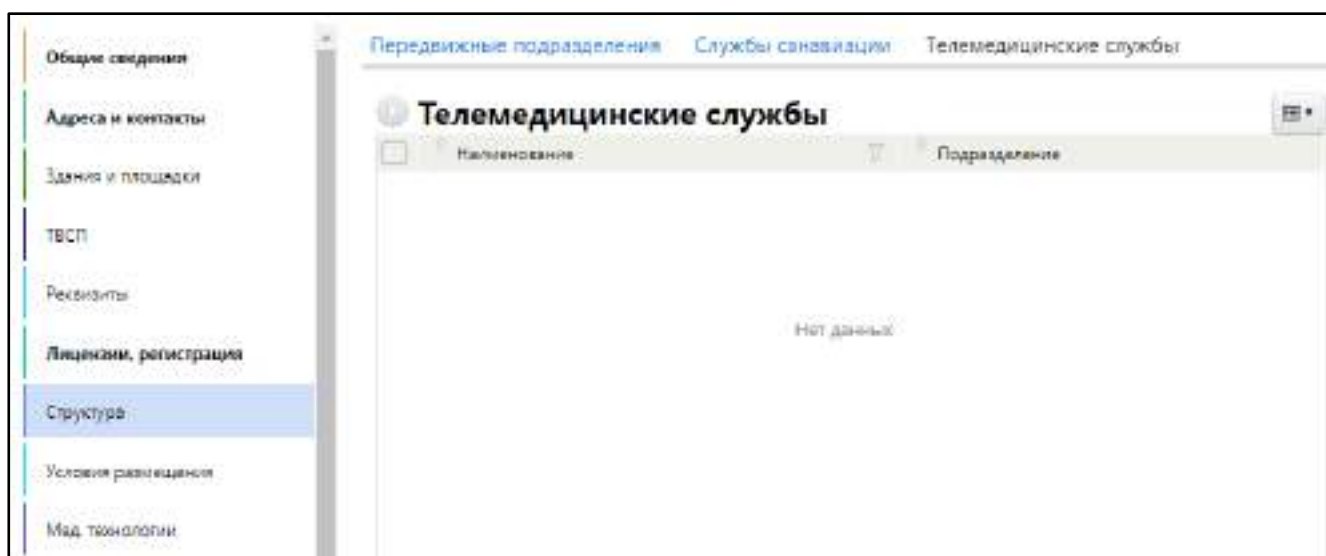 Общие сведения
Адреса и контакты
Здания и площадки
ТВСП
Реквизиты
Лицензии, регистрация
Структура
Условия размещения
Мед. технологии
Передвижные подразделения Службы санавиации Телемедицинские службы
Телемедицинские службы
Наименование Подразделение
Нет данных